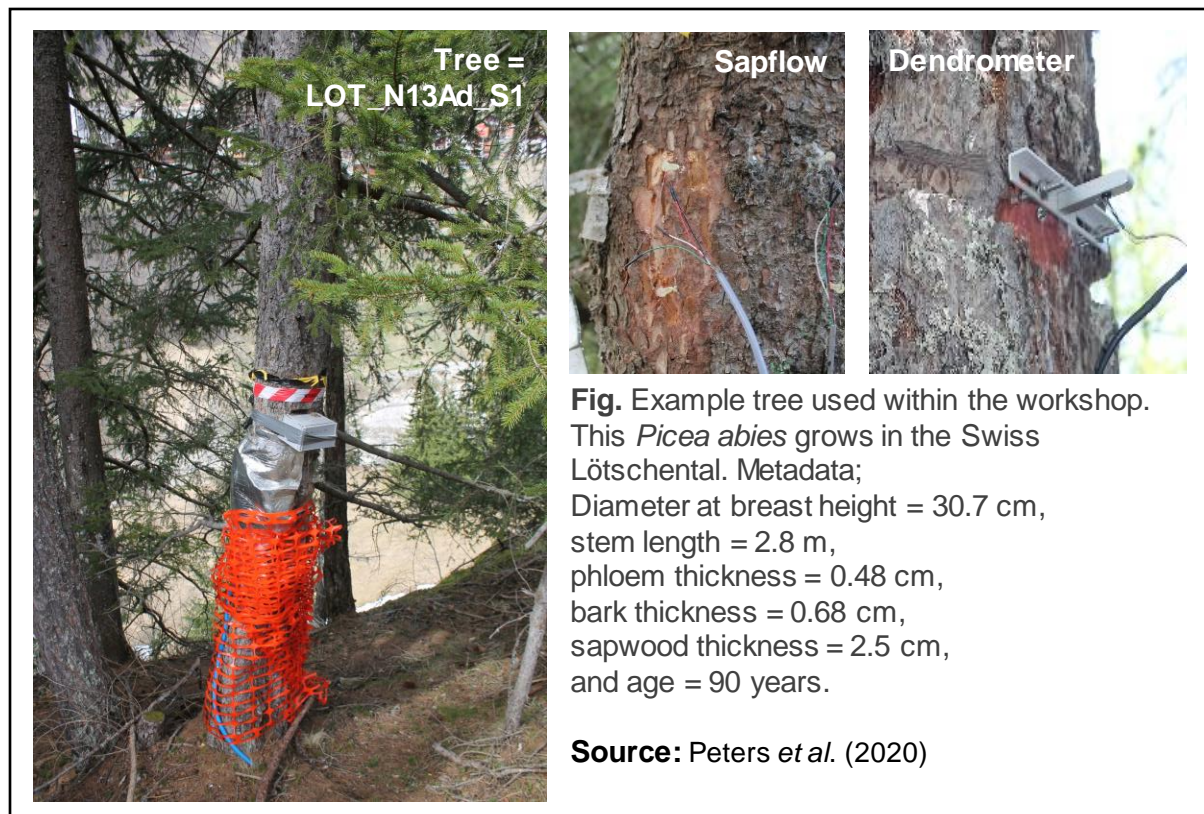 Tree =
LOT_N13Ad_S1
Sapflow
Dendrometer
Fig. Example tree used within the workshop.
This Picea abies grows in the Swiss
Lötschental. Metadata;
Diameter at breast height = 30.7 cm,
stem length = 2.8 m,
phloem thickness = 0.48 cm,
bark thickness = 0.68 cm,
sapwood thickness = 2.5 cm,
and age = 90 years.
Source: Peters et al. (2020)